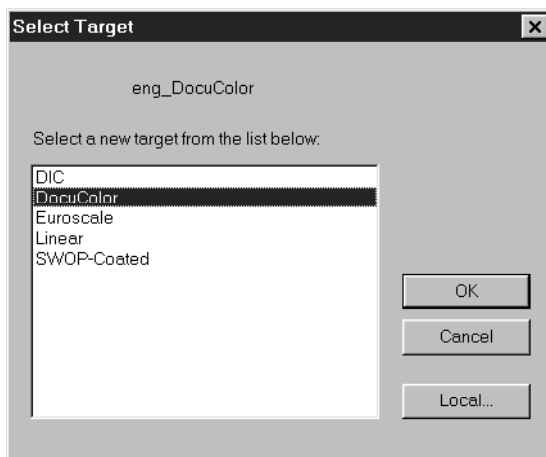 Select Target
eng_DocuColor
Select a new target from the list below:
DIC
DocuColor
Euroscale
Linear
SWOP-Coated
OK
Cancel
Local...